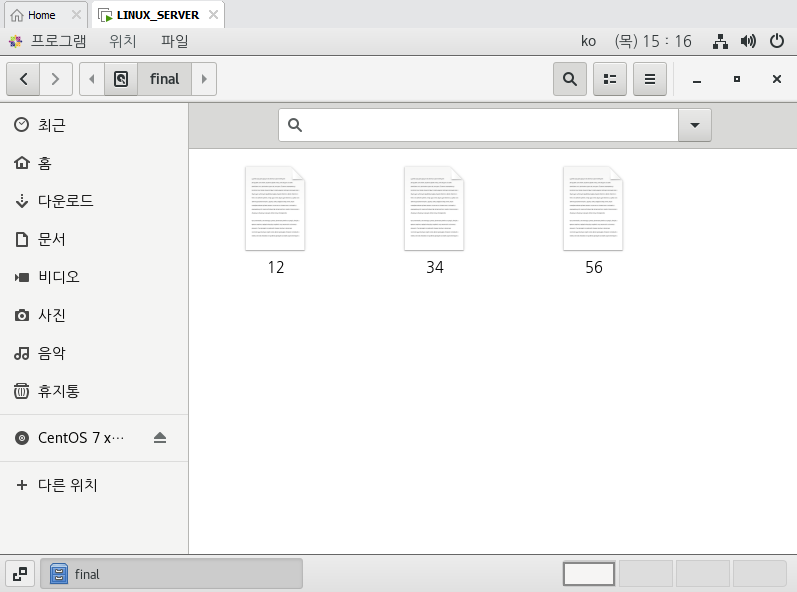 Home
LINUX_SERVER
프로그램 위치 파일 ko (목) 15 : 16
final
최근
홈
다운로드
문서
비디오
사진
음악
휴지통
CentOS 7 x⋯
다른 위치
12 34 56
final